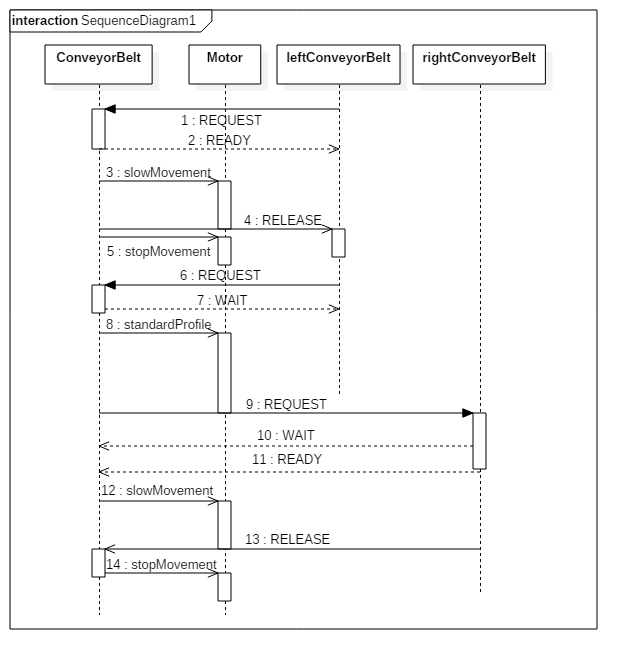 interaction SequenceDiagram1
ConveyorBelt
Motor
leftConveyorBelt
rightConveyorBelt
1 : REQUEST
2 : READY
3 : slowMovement
4 : RELEASE
5 : stopMovement
6 : REQUEST
7 : WAIT
8 : standardProfile
9 : REQUEST
10 : WAIT
11 : READY
12 : slowMovement
13 : RELEASE
14 : stopMovement